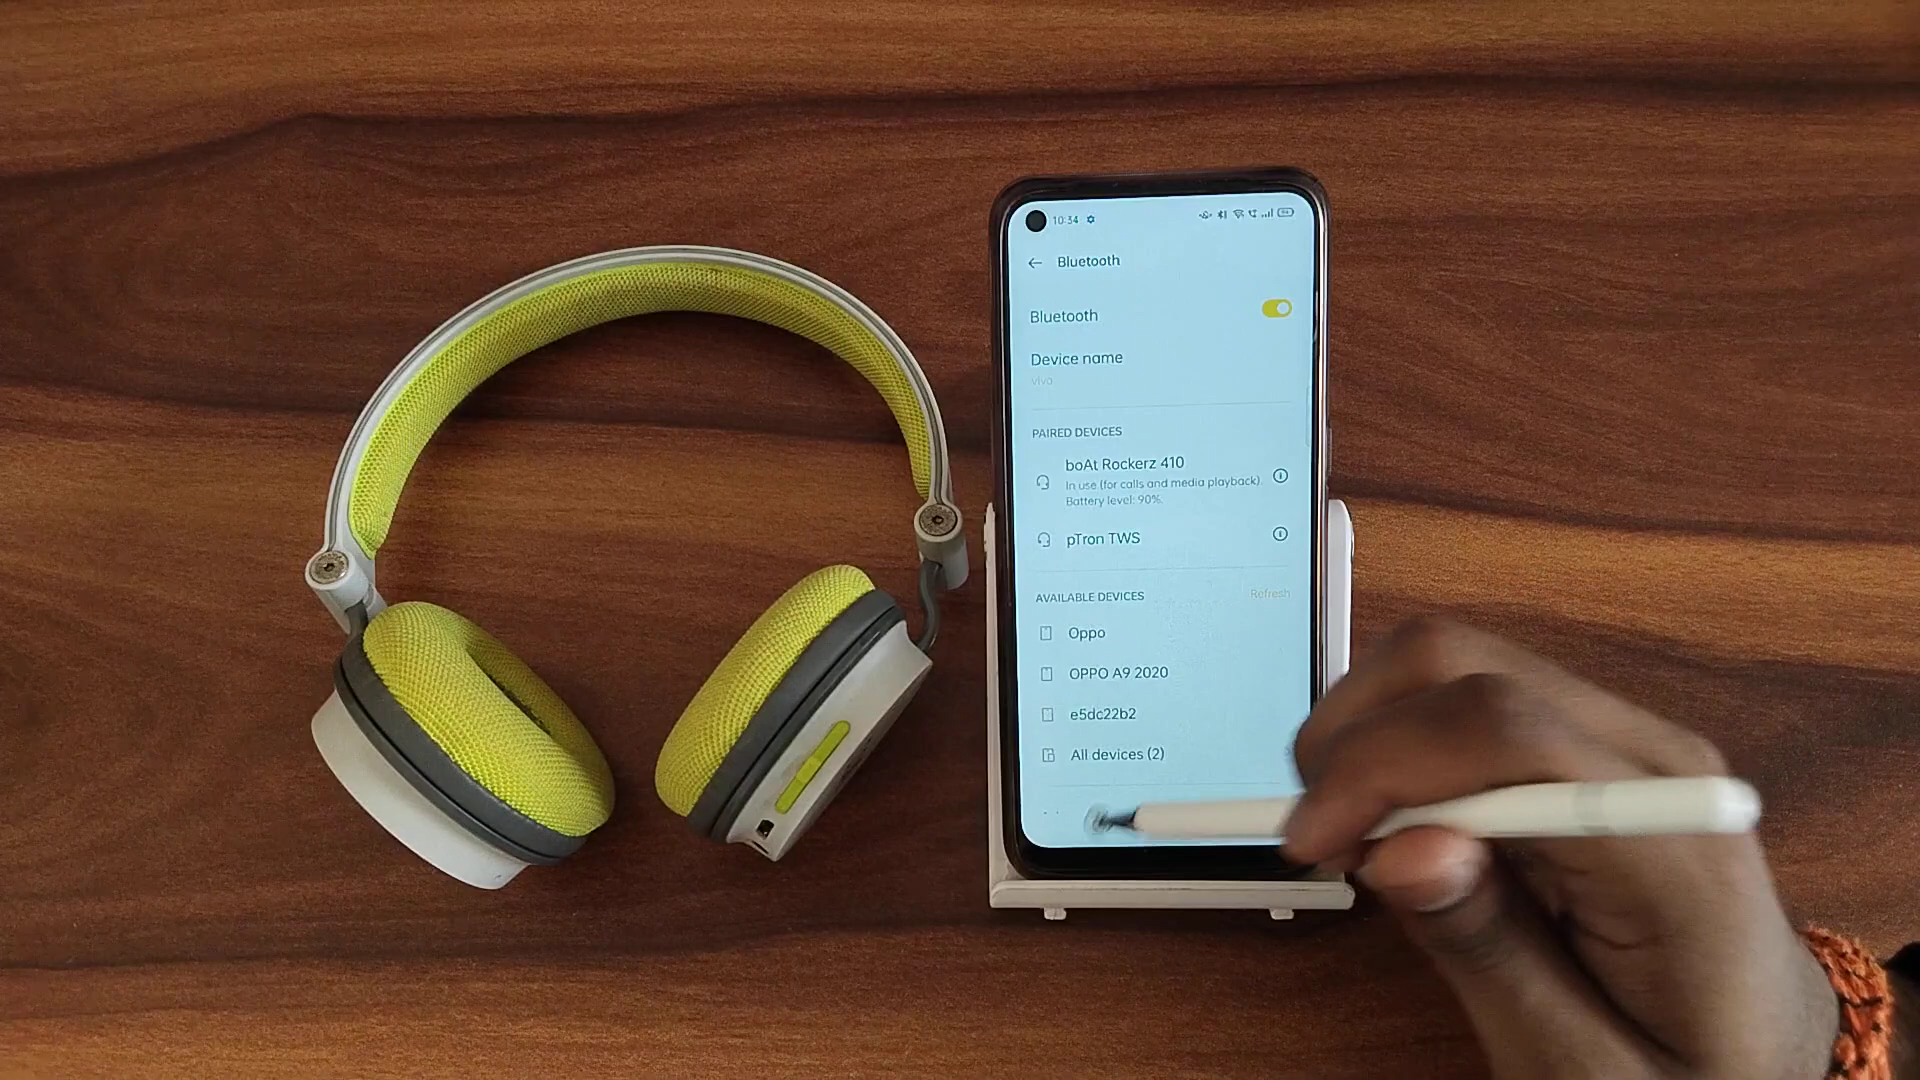 10:34
Bluetooth
Bluetooth
Device name
vivo
PAIRED DEVICES
boAt Rockerz 410
In use (for calls and media playback).
Battery level: 90%.
pTron TWS
AVAILABLE DEVICES
Refresh
Oppo
OPPO A9 2020
e5dc22b2
All devices (2)